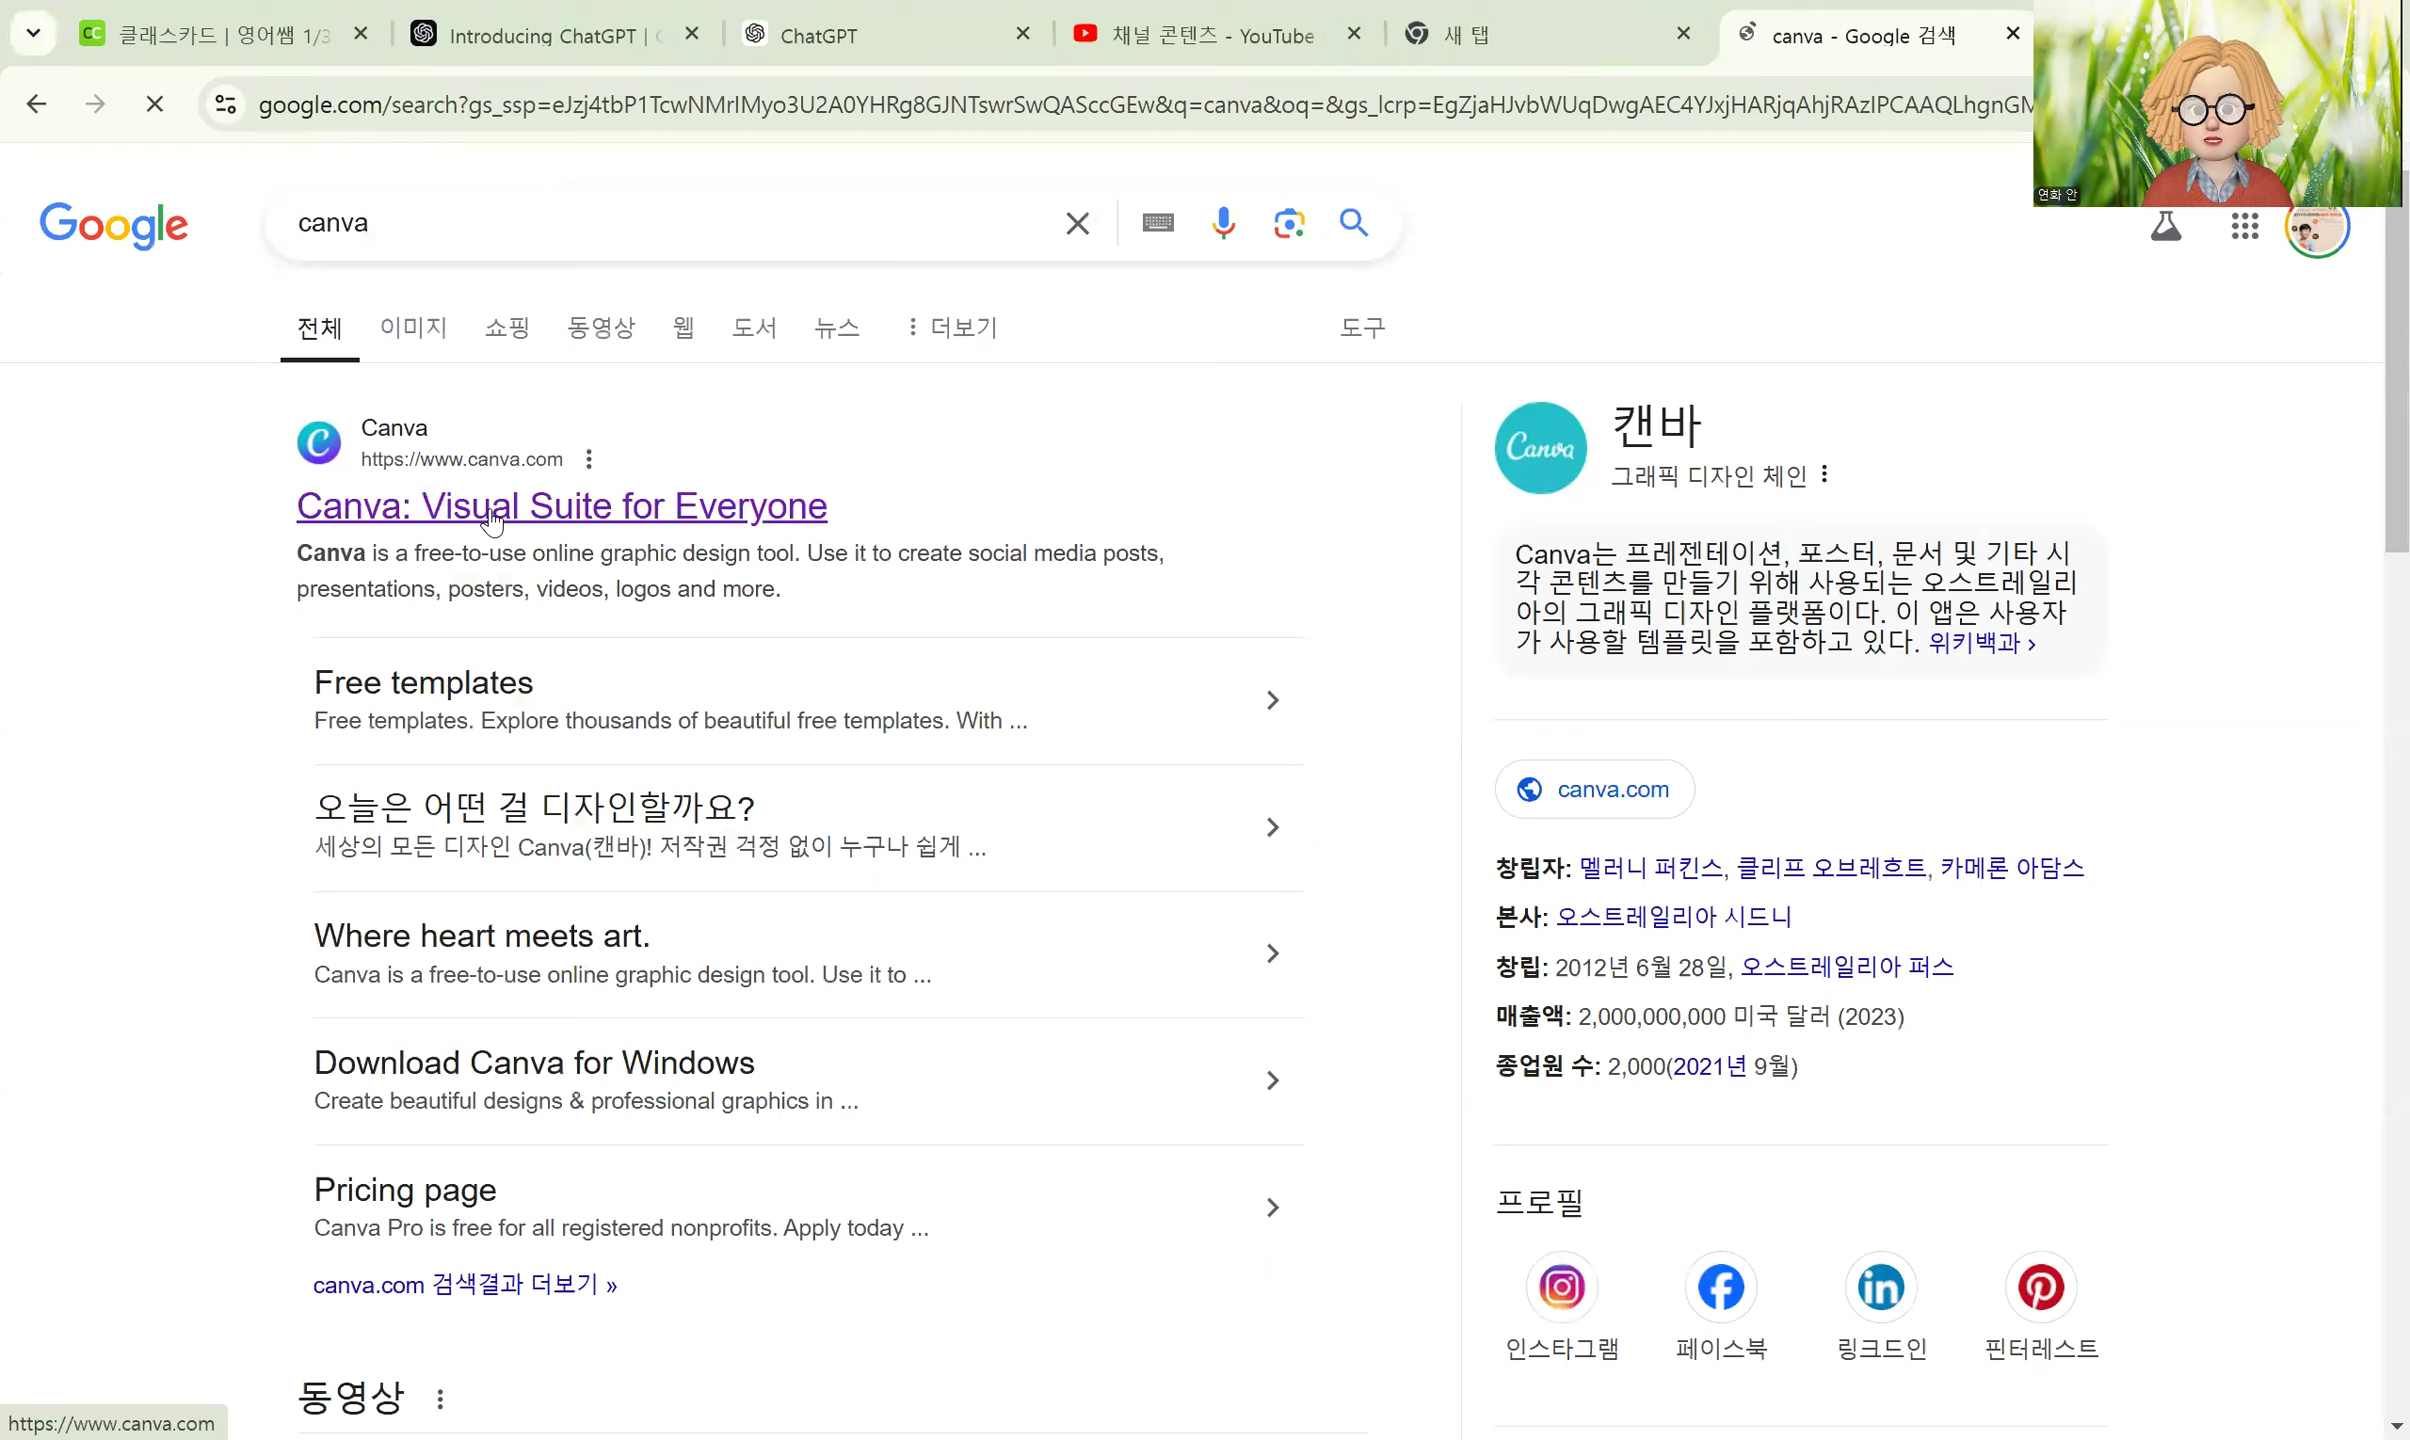 클래스카드 | 영어쌤 1/3
Introducing ChatGPT |
ChatGPT
채널 콘텐츠 - YouTube
새 탭
canva - Google 검색
google.com/search?gs_ssp=eJzj4tbP1TcwNMrIMyo3U2A0YHRg8GJNTswrSwQASccGEw&q=canva&oq=&gs_lcrp=EgZjaHJvbWUqDwgAEC4YJxjHARjqAhjRAzIPCAAQLhgnGM
연화 안
Google
canva
전체
이미지
쇼핑
동영상
웹
도서
뉴스
더보기
도구
Canva
https://www.canva.com
Canva: Visual Suite for Everyone
Canva is a free-to-use online graphic design tool. Use it to create social media posts,
presentations, posters, videos, logos and more.
Free templates
Free templates. Explore thousands of beautiful free templates. With ...
오늘은 어떤 걸 디자인할까요?
세상의 모든 디자인 Canva(캔바)! 저작권 걱정 없이 누구나 쉽게 ...
Where heart meets art.
Canva is a free-to-use online graphic design tool. Use it to ...
Download Canva for Windows
Create beautiful designs & professional graphics in ...
Pricing page
Canva Pro is free for all registered nonprofits. Apply today ...
canva.com 검색결과 더보기 »
동영상
https://www.canva.com
Canva
캔바
그래픽 디자인 체인
Canva는 프레젠테이션, 포스터, 문서 및 기타 시
각 콘텐츠를 만들기 위해 사용되는 오스트레일리
아의 그래픽 디자인 플랫폼이다. 이 앱은 사용자
가 사용할 템플릿을 포함하고 있다. 위키백과 ›
canva.com
창립자: 멜러니 퍼킨스, 클리프 오브레흐트, 카메론 아담스
본사: 오스트레일리아 시드니
창립: 2012년 6월 28일, 오스트레일리아 퍼스
매출액: 2,000,000,000 미국 달러 (2023)
종업원 수: 2,000(2021년 9월)
프로필
인스타그램
페이스북
링크드인
핀터레스트